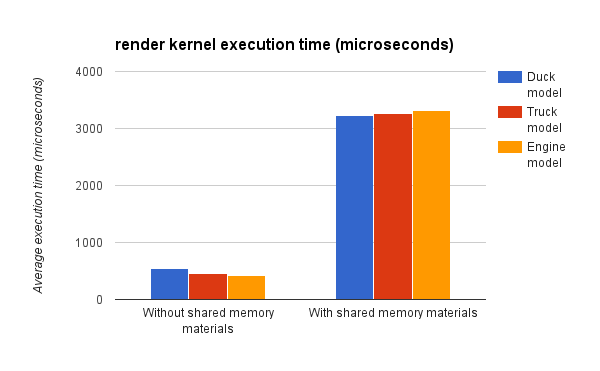 render kernel execution time (microseconds)
Average execution time (microseconds)
4000
3000
2000
1000
0
Without shared memory
materials
With shared memory materials
Duck
model
Truck
model
Engine
model